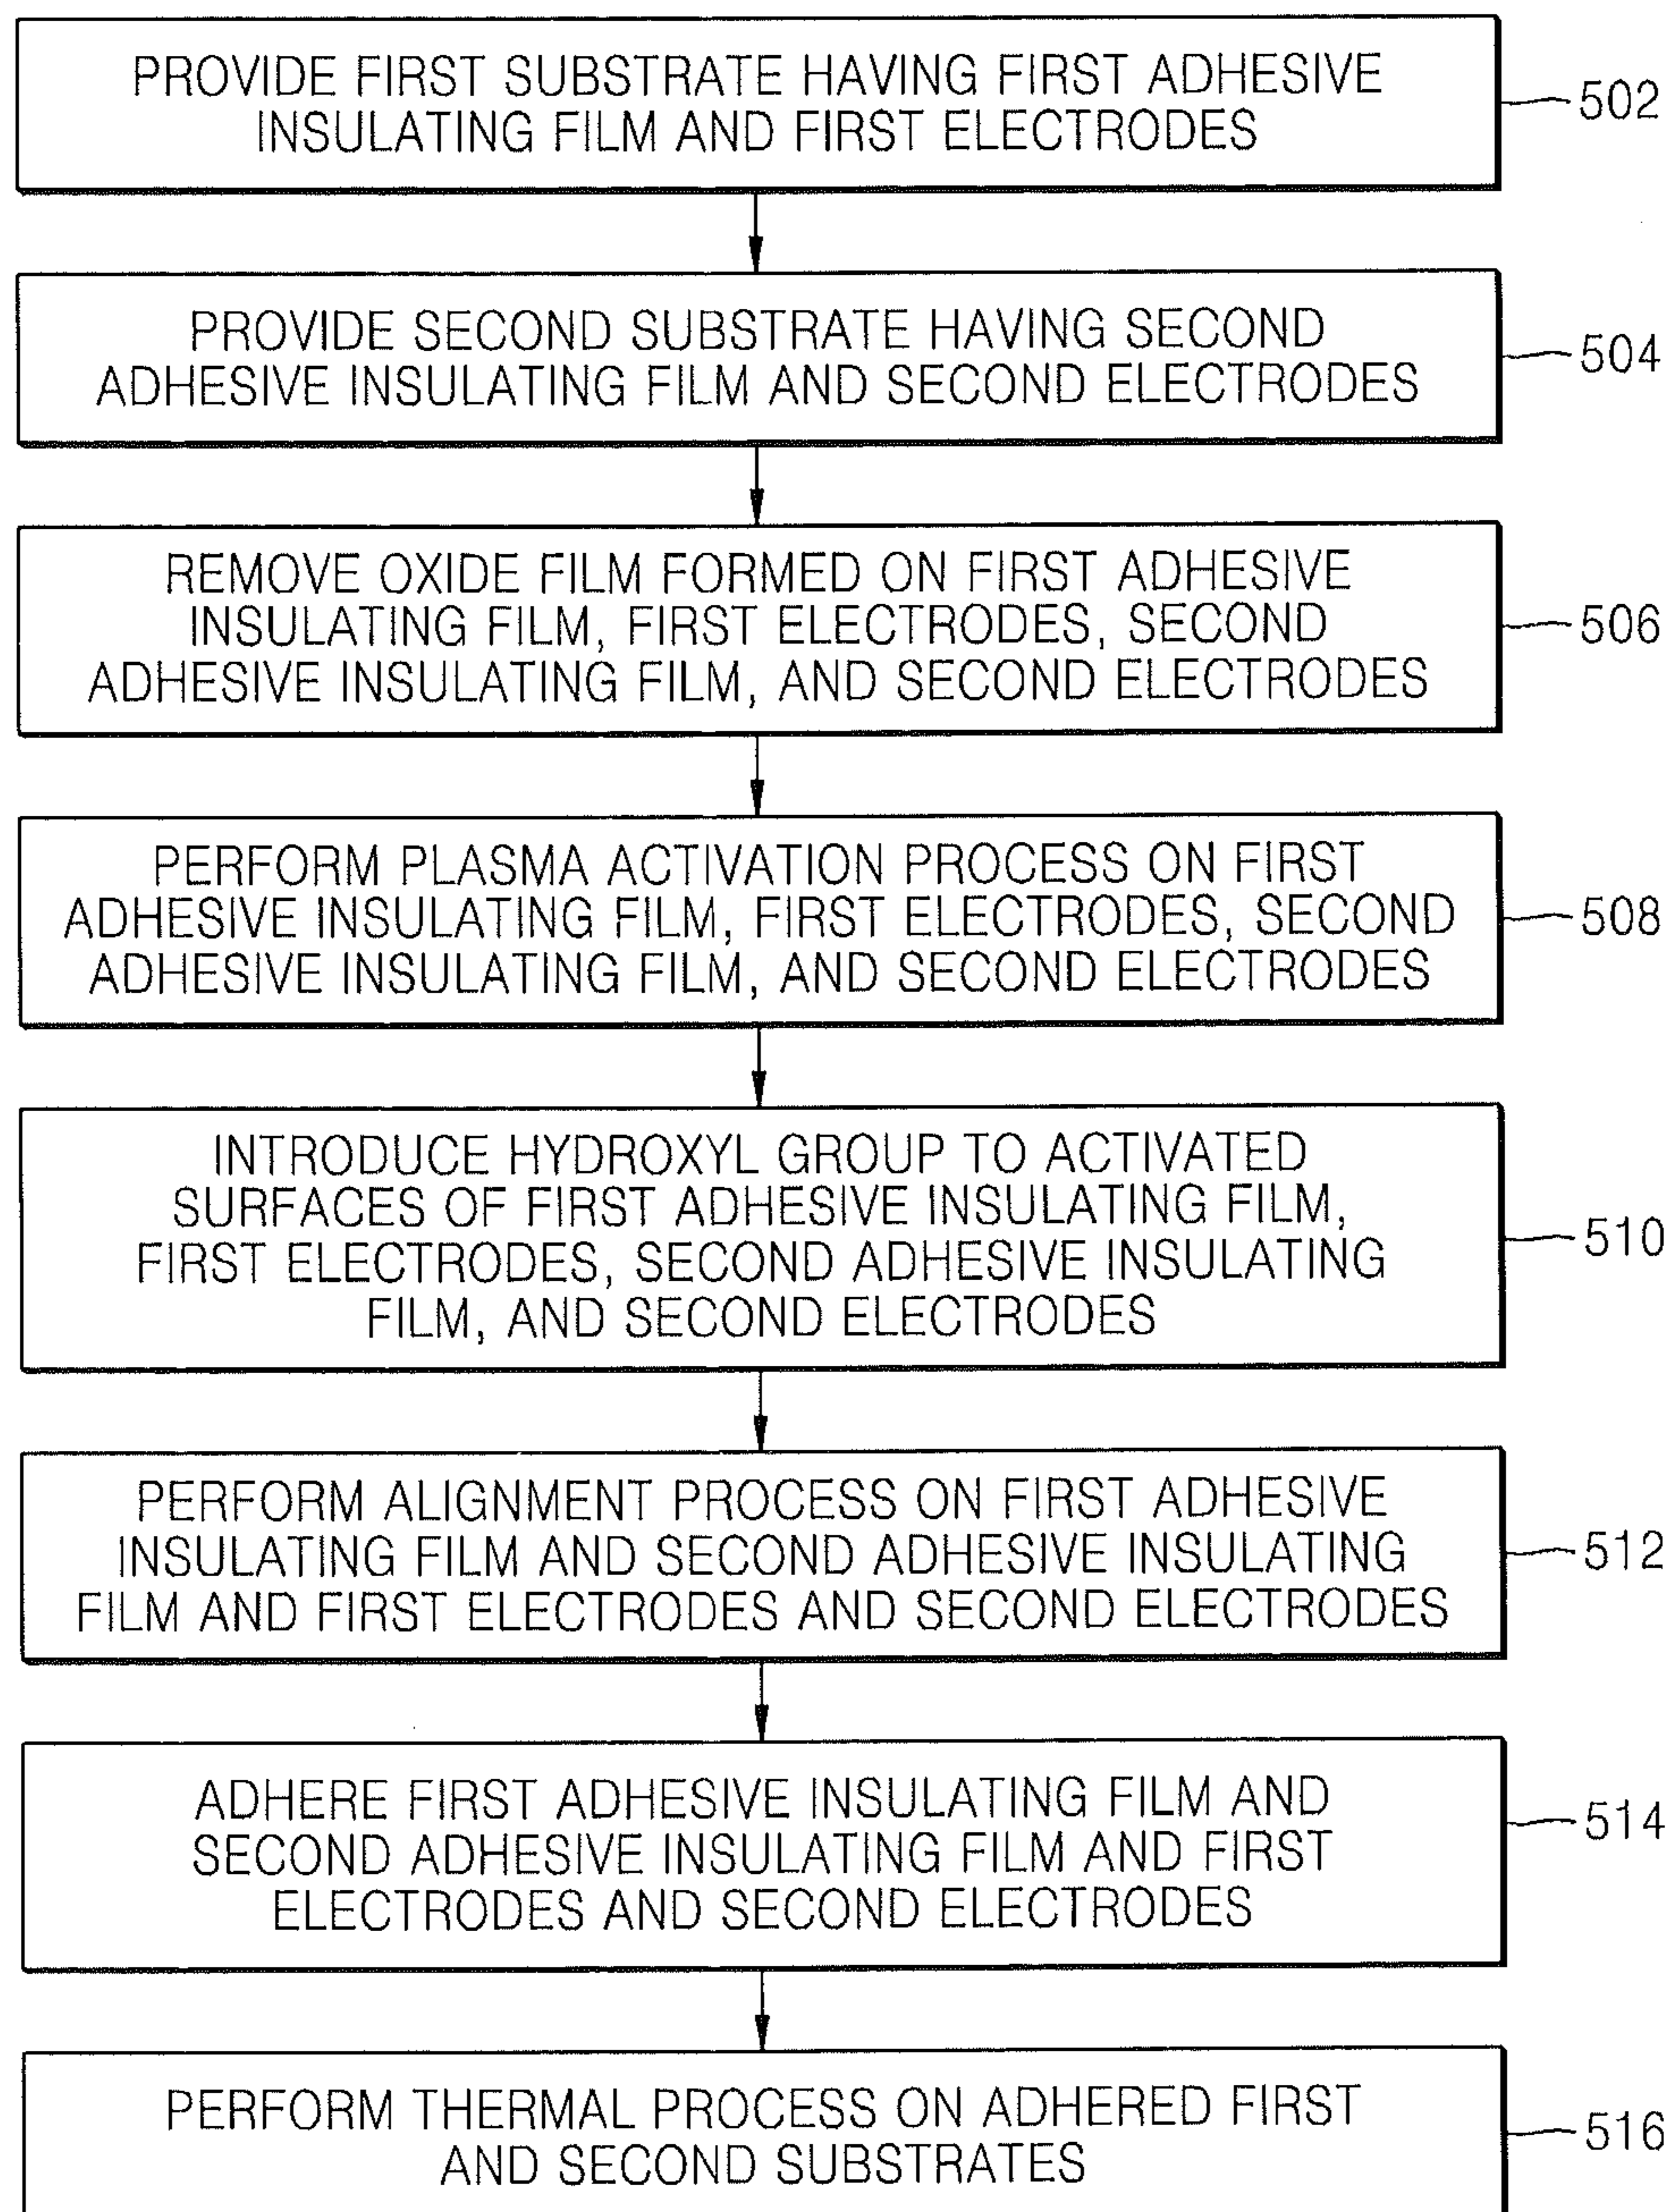 PROVIDE FIRST SUBSTRATE HAVING FIRST ADHESIVE
INSULATING FILM AND FIRST ELECTRODES
502
PROVIDE SECOND SUBSTRATE HAVING SECOND
ADHESIVE INSULATING FILM AND SECOND ELECTRODES
504
REMOVE OXIDE FILM FORMED ON FIRST ADHESIVE
INSULATING FILM, FIRST ELECTRODES, SECOND
ADHESIVE INSULATING FILM, AND SECOND ELECTRODES
506
PERFORM PLASMA ACTIVATION PROCESS ON FIRST
ADHESIVE INSULATING FILM, FIRST ELECTRODES, SECOND
ADHESIVE INSULATING FILM, AND SECOND ELECTRODES
508
INTRODUCE HYDROXYL GROUP TO ACTIVATED
SURFACES OF FIRST ADHESIVE INSULATING FILM,
FIRST ELECTRODES, SECOND ADHESIVE INSULATING
FILM, AND SECOND ELECTRODES
510
PERFORM ALIGNMENT PROCESS ON FIRST ADHESIVE
INSULATING FILM AND SECOND ADHESIVE INSULATING
FILM AND FIRST ELECTRODES AND SECOND ELECTRODES
512
ADHERE FIRST ADHESIVE INSULATING FILM AND
SECOND ADHESIVE INSULATING FILM AND FIRST
ELECTRODES AND SECOND ELECTRODES
514
PERFORM THERMAL PROCESS ON ADHERED FIRST
AND SECOND SUBSTRATES
516